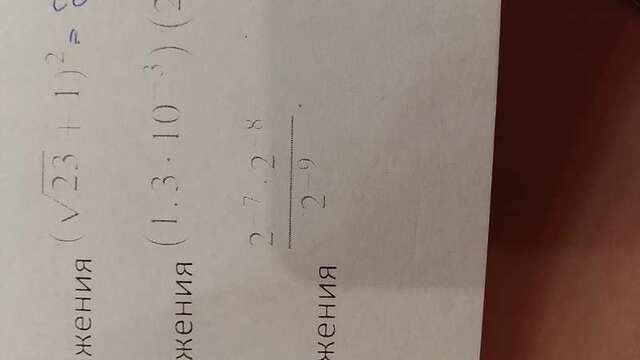 жения (√23 + 1)² =
жения (1,3 · 10⁻³) (2
жения 2⁻⁷ · 2⁻⁸ / 2⁻⁹ .